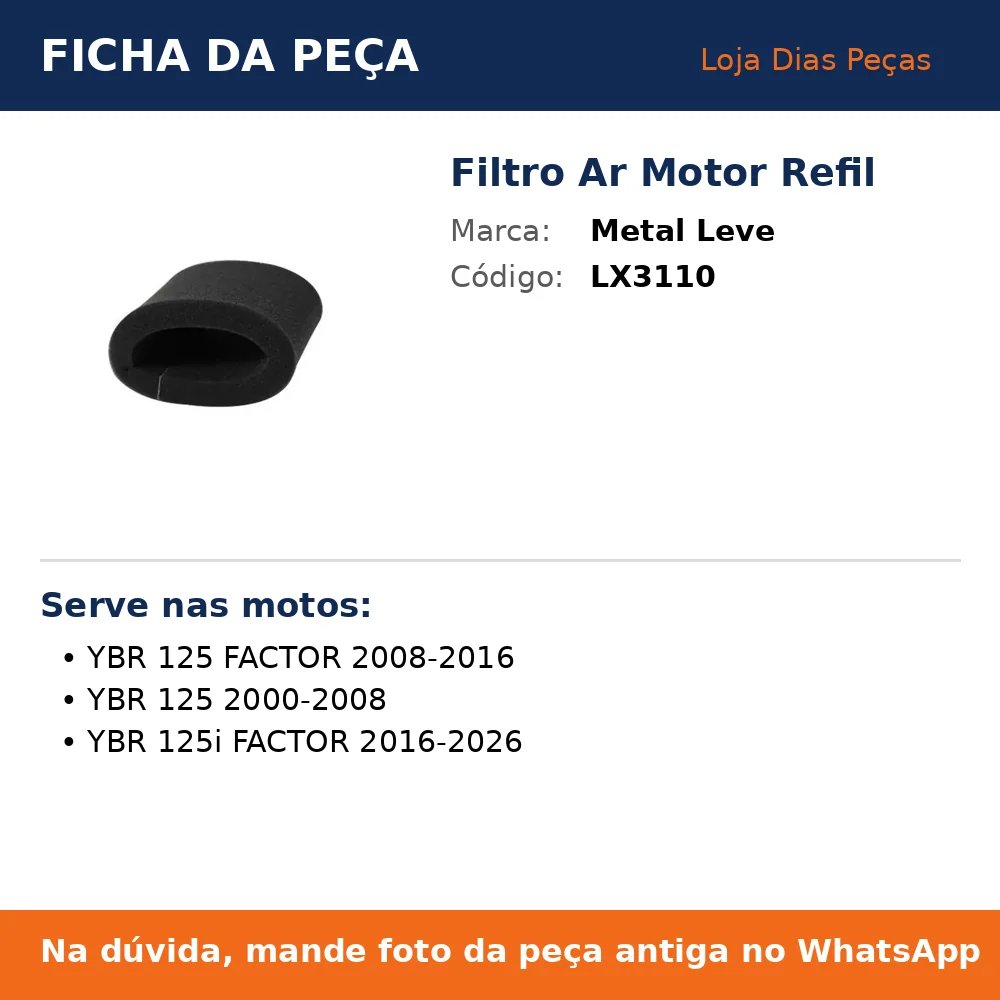 FICHA DA PEÇA
Loja Dias Peças
Filtro Ar Motor Refil
Marca: Metal Leve
Código: LX3110
Serve nas motos:
• YBR 125 FACTOR 2008-2016
• YBR 125 2000-2008
• YBR 125i FACTOR 2016-2026
Na dúvida, mande foto da peça antiga no WhatsApp